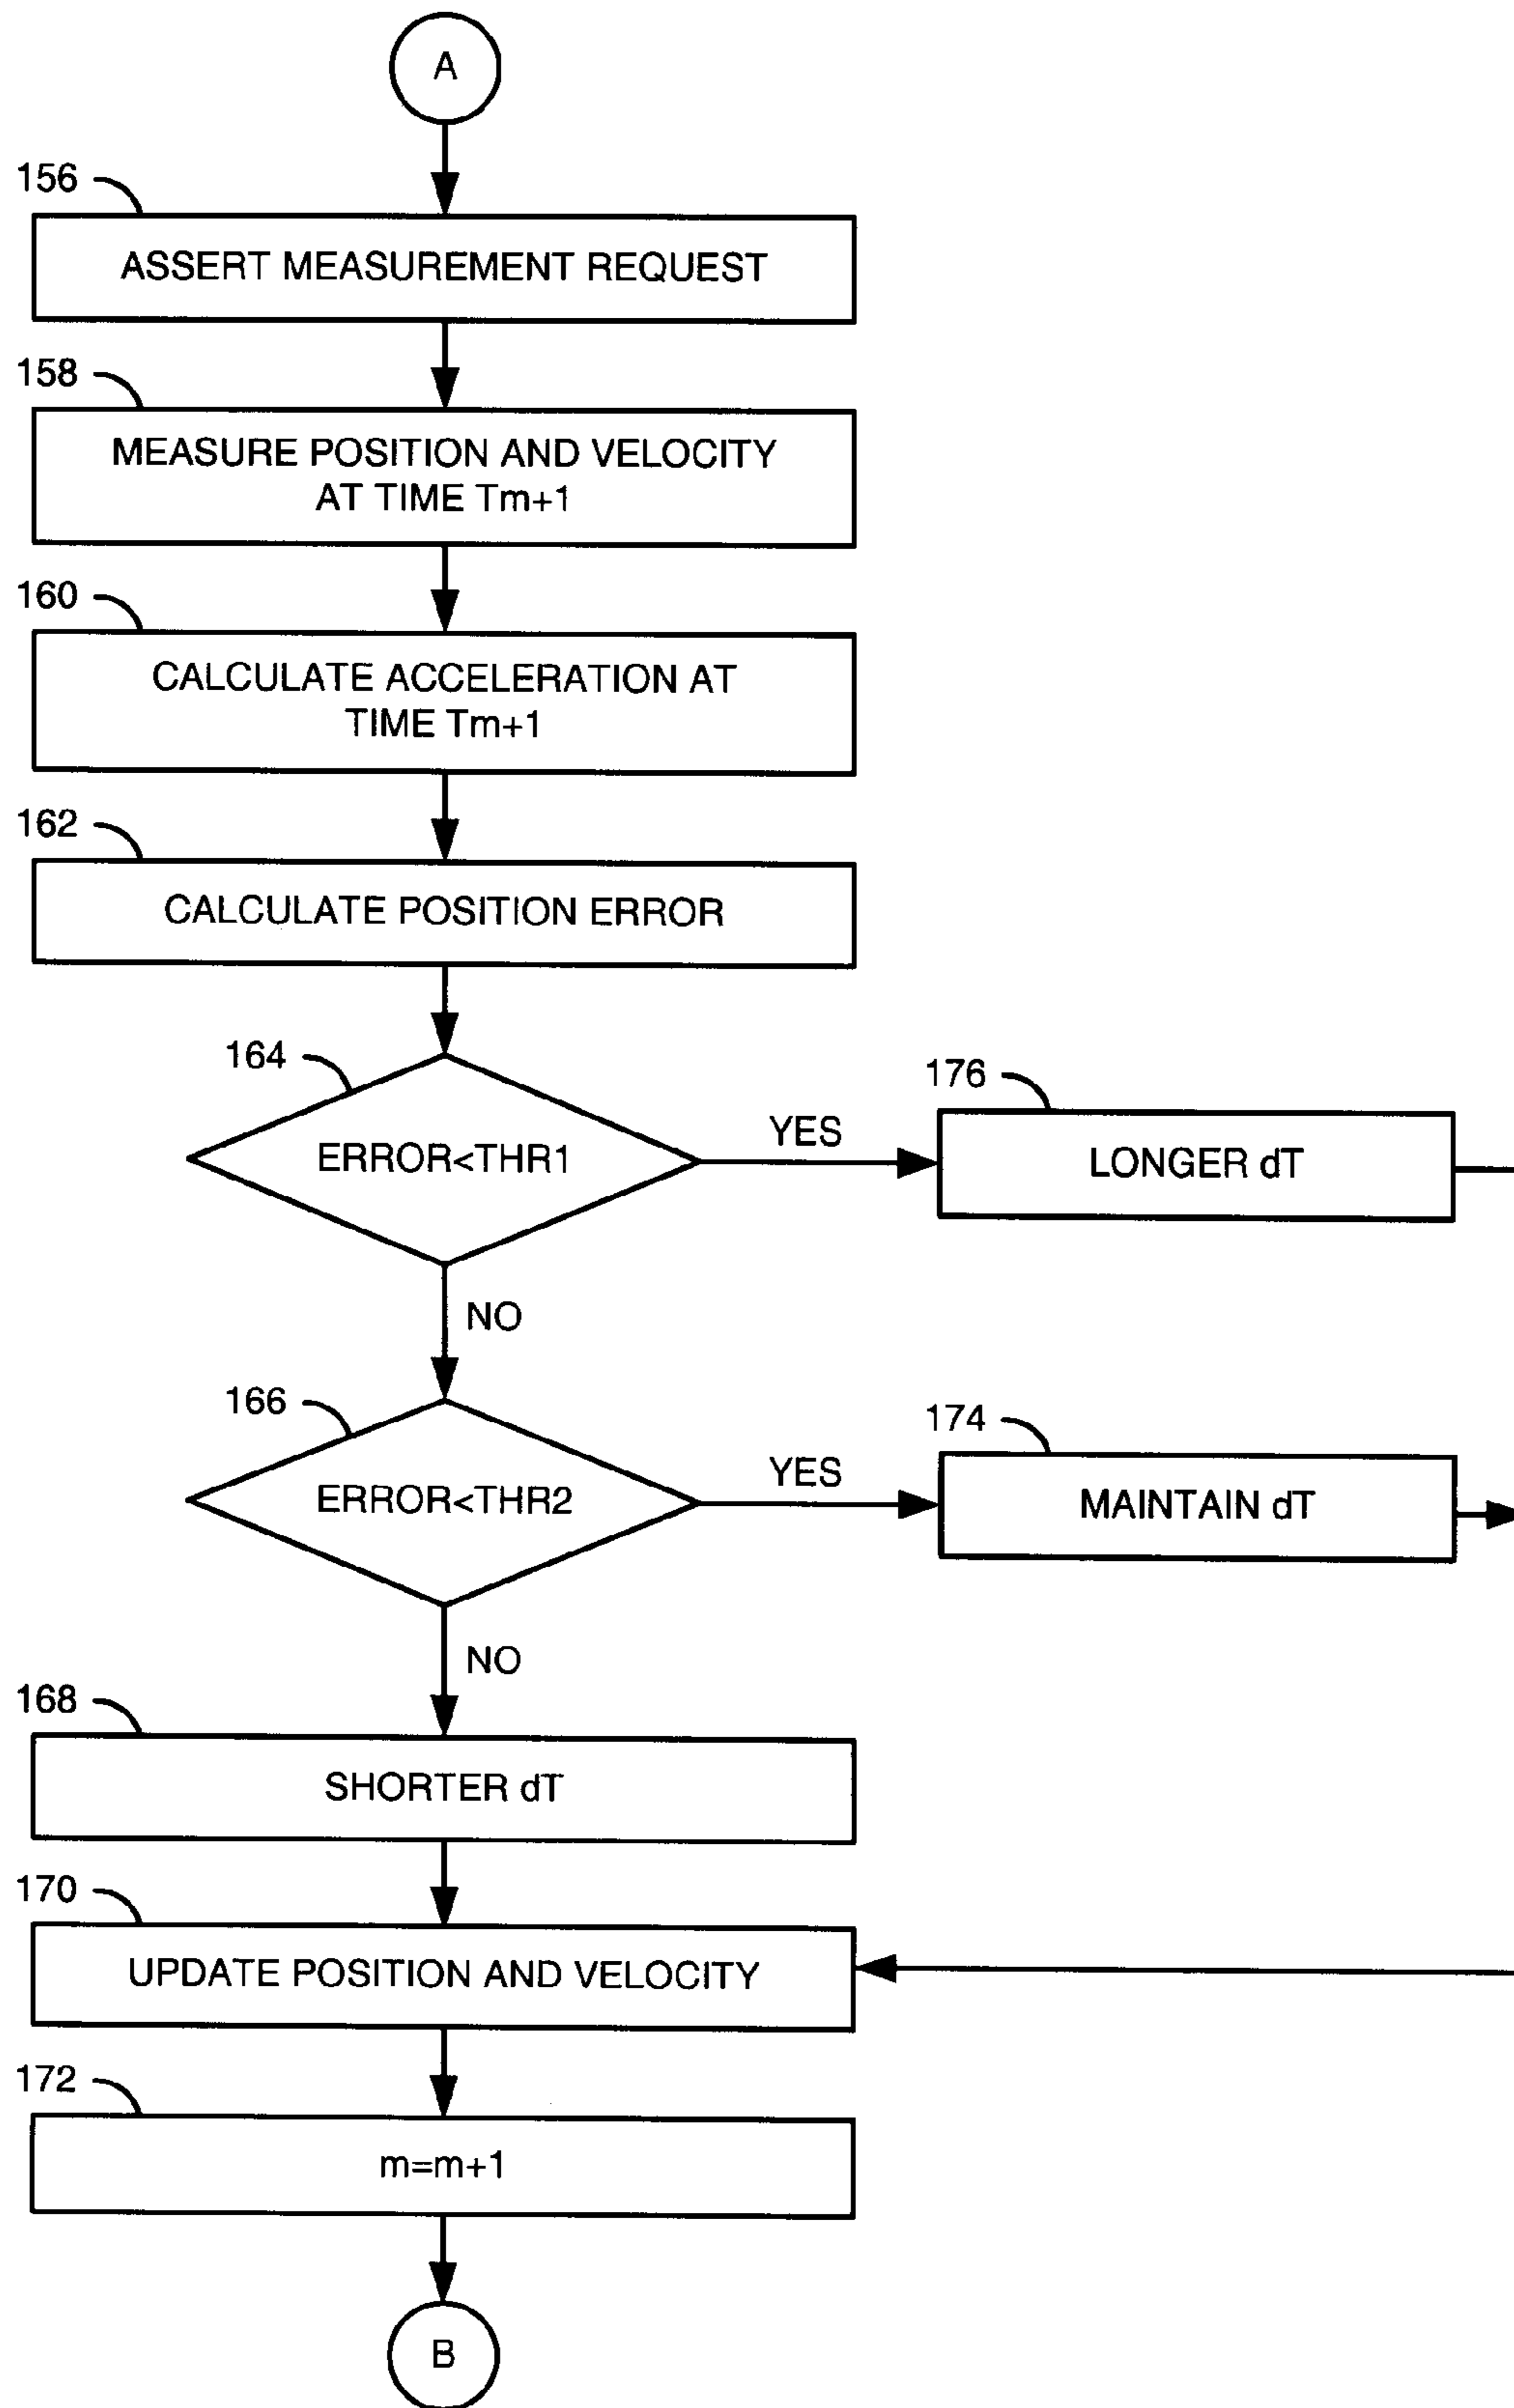 A
156
ASSERT MEASUREMENT REQUEST
158
MEASURE POSITION AND VELOCITY
AT TIME Tm+1
160
CALCULATE ACCELERATION AT
TIME Tm+1
162
CALCULATE POSITION ERROR
164
ERROR<THR1
YES
176
LONGER dT
NO
166
ERROR<THR2
YES
174
MAINTAIN dT
NO
168
SHORTER dT
170
UPDATE POSITION AND VELOCITY
172
m=m+1
B